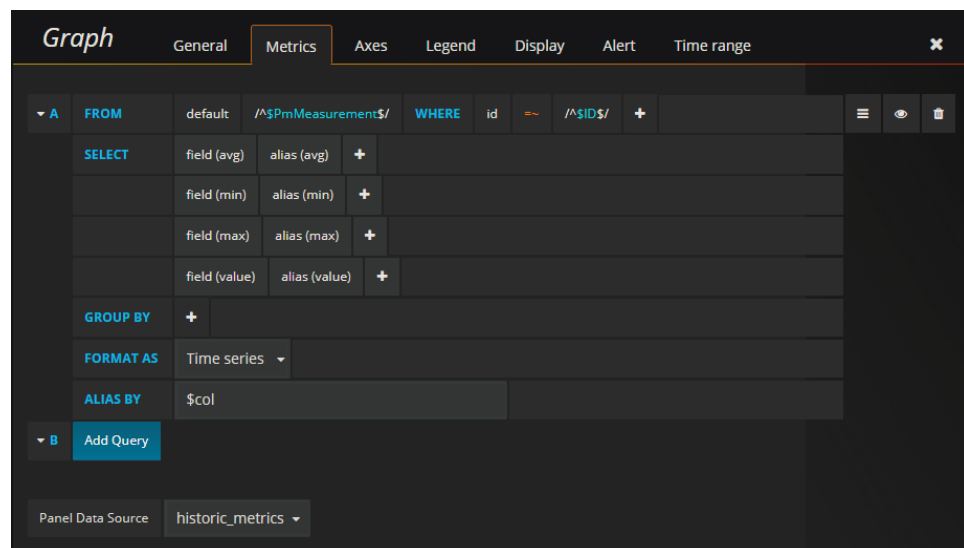 Graph General Metrics Axes Legend Display Alert Time range ✖
A FROM default /^$PmMeasurement$/ WHERE id =~ /^$ID$/ +
SELECT field (avg) alias (avg) +
field (min) alias (min) +
field (max) alias (max) +
field (value) alias (value) +
GROUP BY +
FORMAT AS Time series
ALIAS BY $col
B Add Query
Panel Data Source historic_metrics